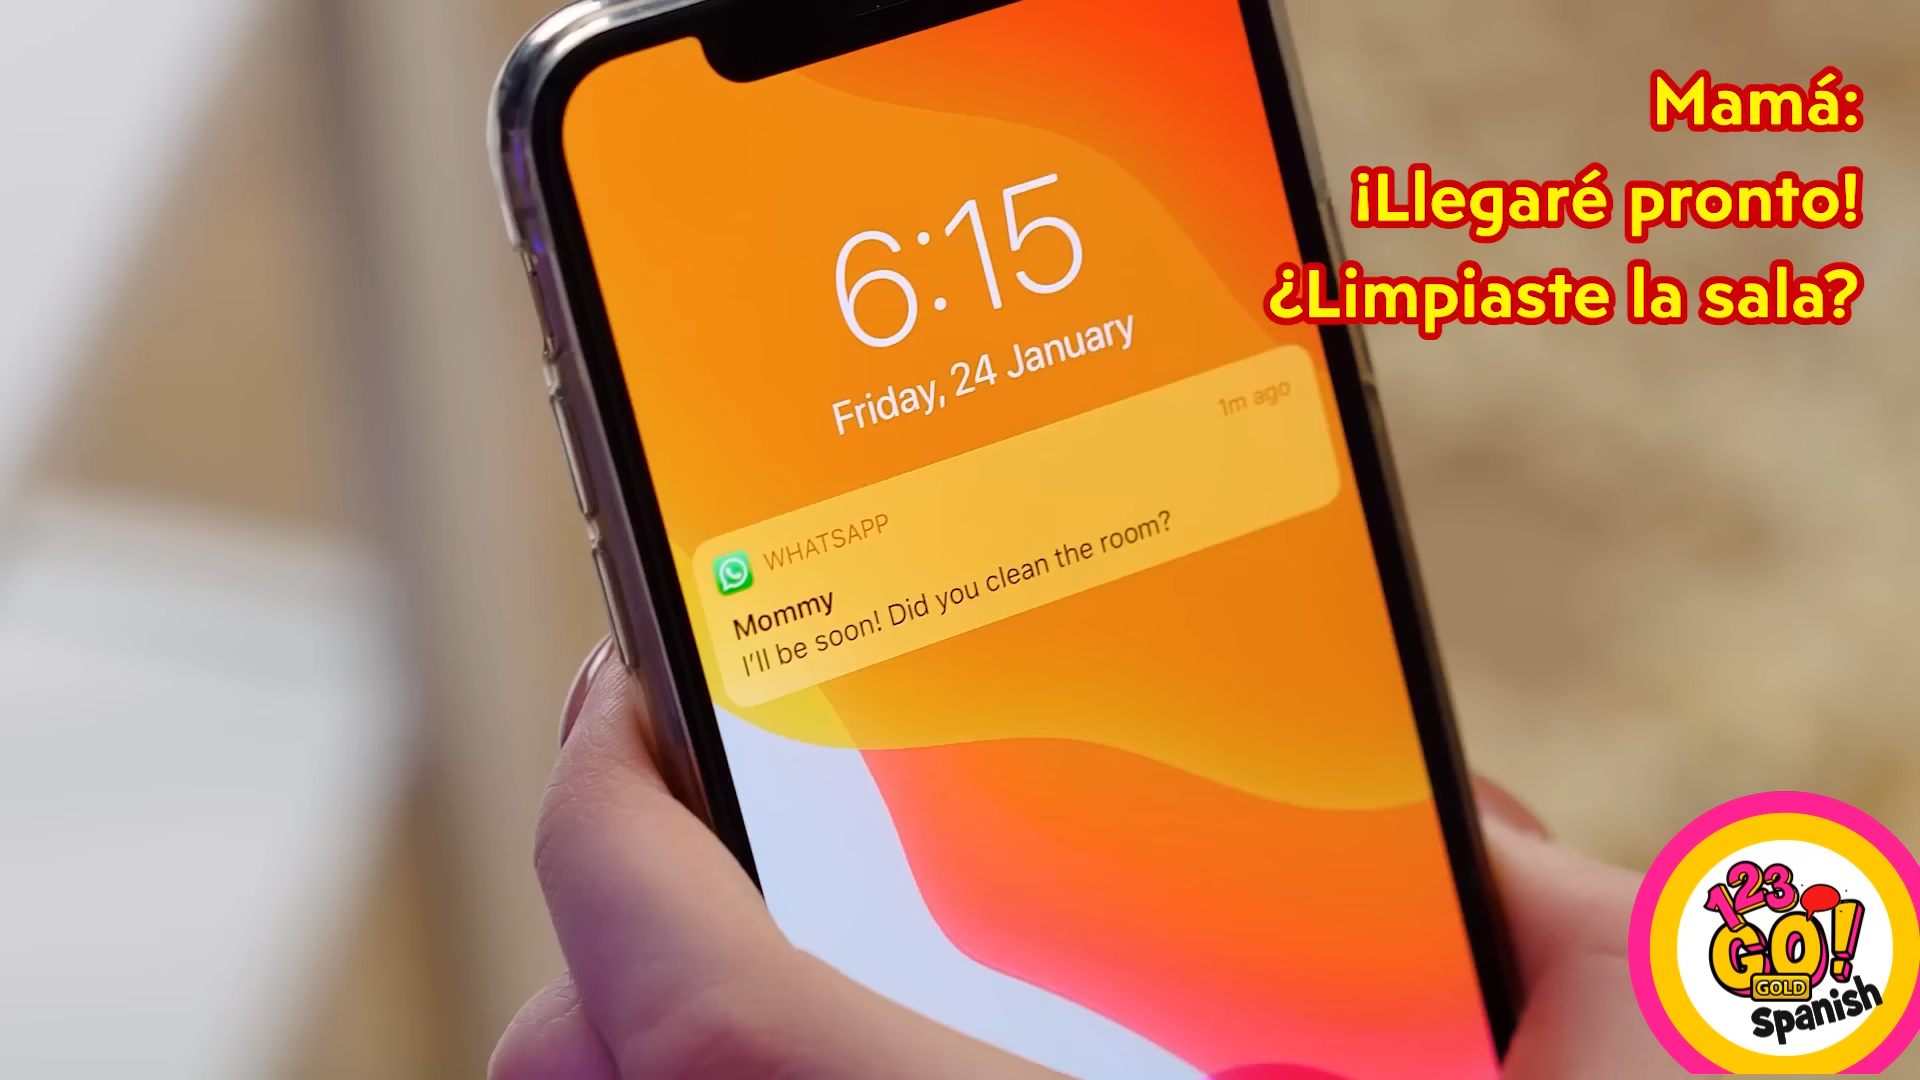 Mamá:
¡Llegaré pronto!
¿Limpiaste la sala?
6:15
Friday, 24 January
1m ago
WHATSAPP
Mommy
I'll be soon! Did you clean the room?
123
GO!
GOLD
Spanish